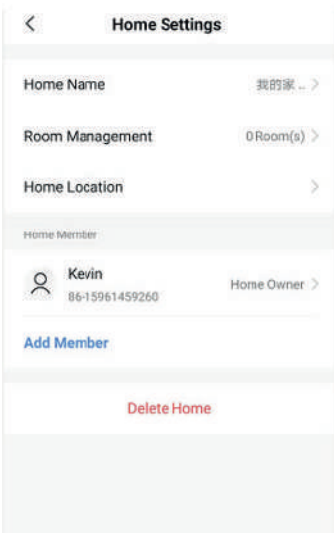 Home Settings
Home Name 我的家 ..
Room Management 0 Room(s)
Home Location
Home Member
Kevin
86-15961459260
Home Owner
Add Member
Delete Home